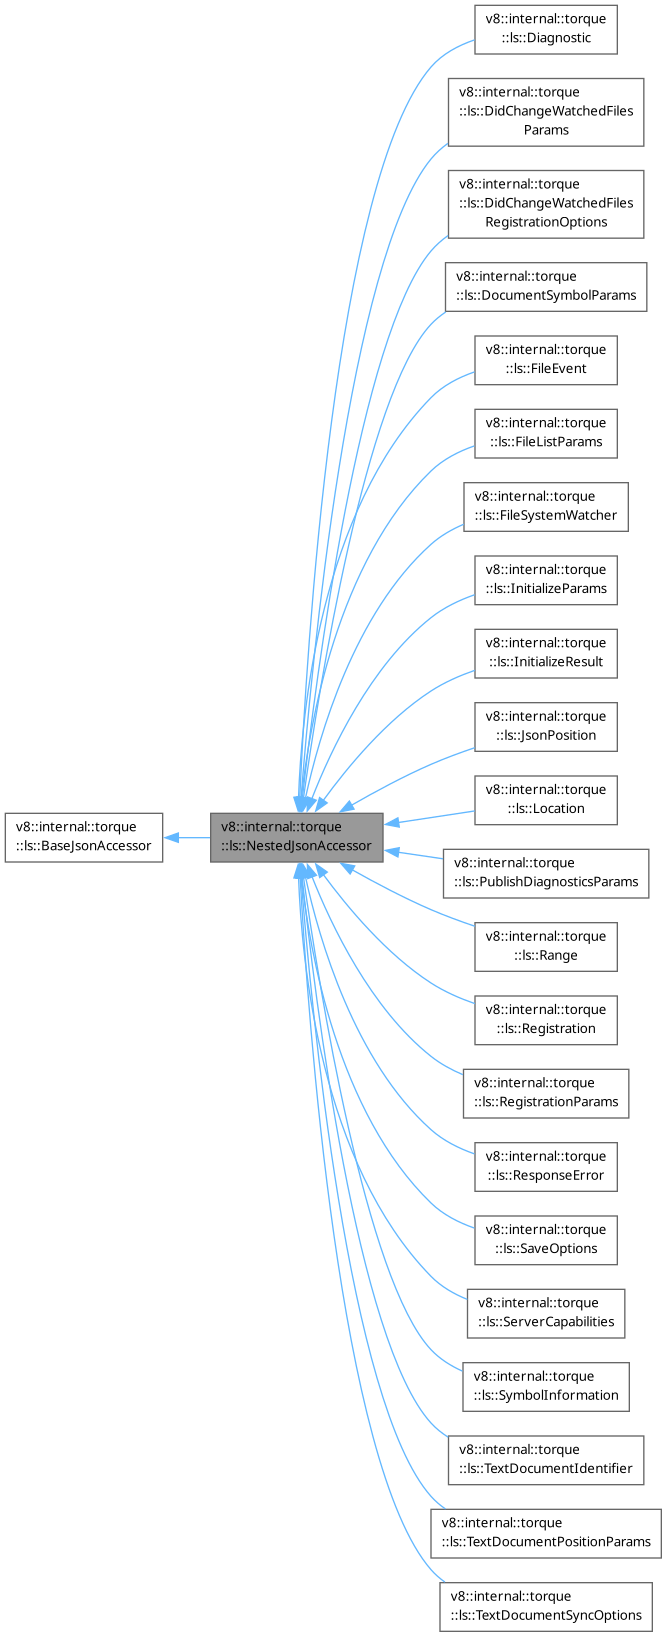 v8::internal::torque
::ls::Diagnostic
v8::internal::torque
::ls::DidChangeWatchedFiles
Params
v8::internal::torque
::ls::DidChangeWatchedFiles
RegistrationOptions
v8::internal::torque
::ls::DocumentSymbolParams
v8::internal::torque
::ls::FileEvent
v8::internal::torque
::ls::FileListParams
v8::internal::torque
::ls::FileSystemWatcher
v8::internal::torque
::ls::InitializeParams
v8::internal::torque
::ls::InitializeResult
v8::internal::torque
::ls::JsonPosition
v8::internal::torque
::ls::Location
v8::internal::torque
::ls::BaseJsonAccessor
v8::internal::torque
::ls::NestedJsonAccessor
v8::internal::torque
::ls::PublishDiagnosticsParams
v8::internal::torque
::ls::Range
v8::internal::torque
::ls::Registration
v8::internal::torque
::ls::RegistrationParams
v8::internal::torque
::ls::ResponseError
v8::internal::torque
::ls::SaveOptions
v8::internal::torque
::ls::ServerCapabilities
v8::internal::torque
::ls::SymbolInformation
v8::internal::torque
::ls::TextDocumentIdentifier
v8::internal::torque
::ls::TextDocumentPositionParams
v8::internal::torque
::ls::TextDocumentSyncOptions